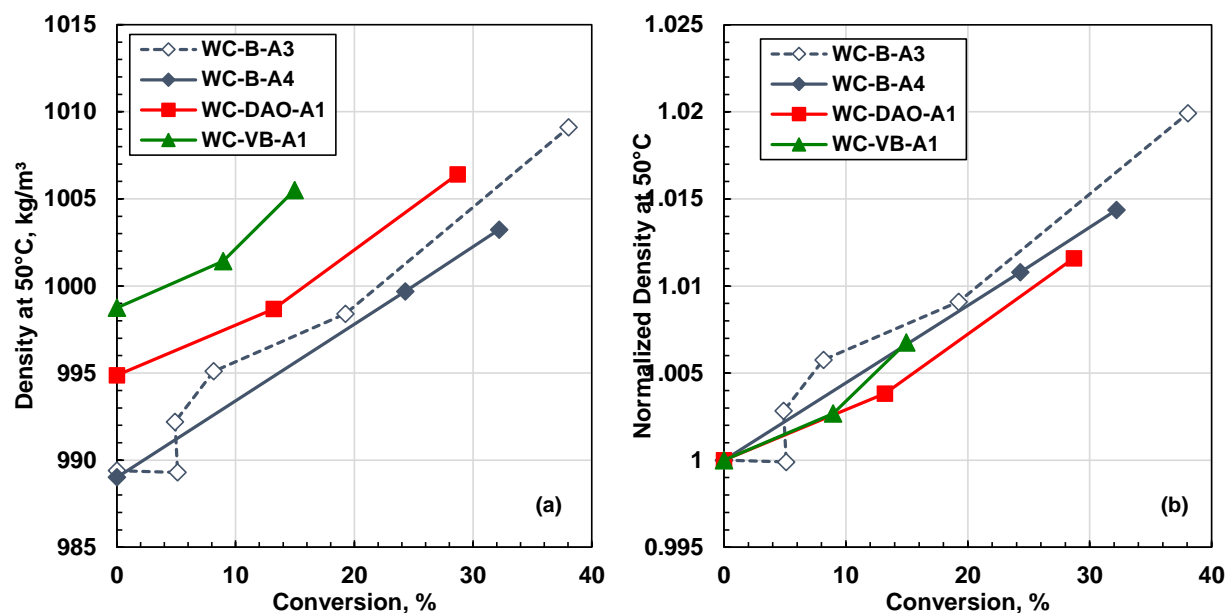 1015
1010
1005
1000
995
990
985
Density at 50°C, kg/m³
WC-B-A3
WC-B-A4
WC-DAO-A1
WC-VB-A1
(a)
0
10
20
30
40
Conversion, %
1.025
1.02
1.015
1.01
1.005
1
0.995
Normalized Density at 50°C
WC-B-A3
WC-B-A4
WC-DAO-A1
WC-VB-A1
(b)
0
10
20
30
40
Conversion, %